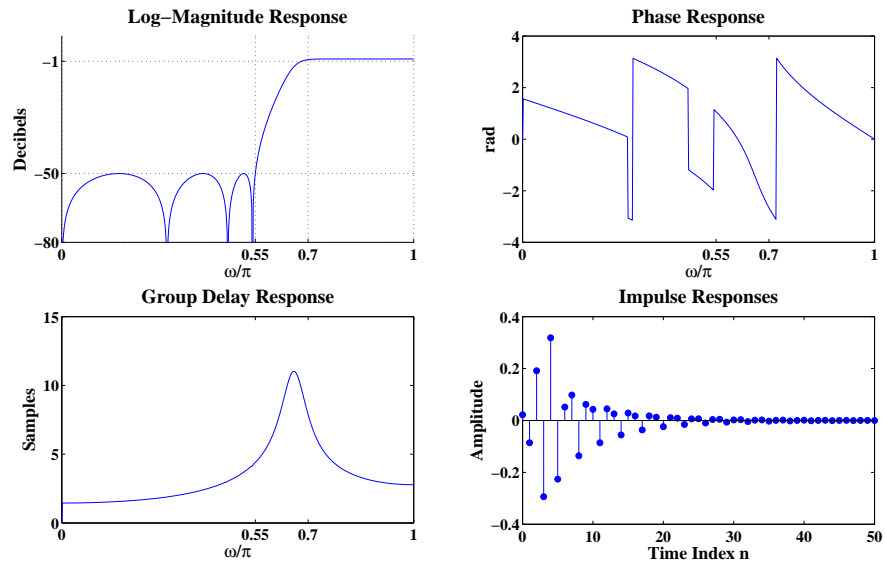 Log−Magnitude Response
−1
−50
−80
Decibels
0
0.55
0.7
1
ω/π
Phase Response
4
2
0
−2
−4
rad
0
0.55
0.7
1
ω/π
Group Delay Response
15
10
5
0
Samples
0
0.55
0.7
1
ω/π
Impulse Responses
0.4
0.2
0
−0.2
−0.4
Amplitude
0
10
20
30
40
50
Time Index n